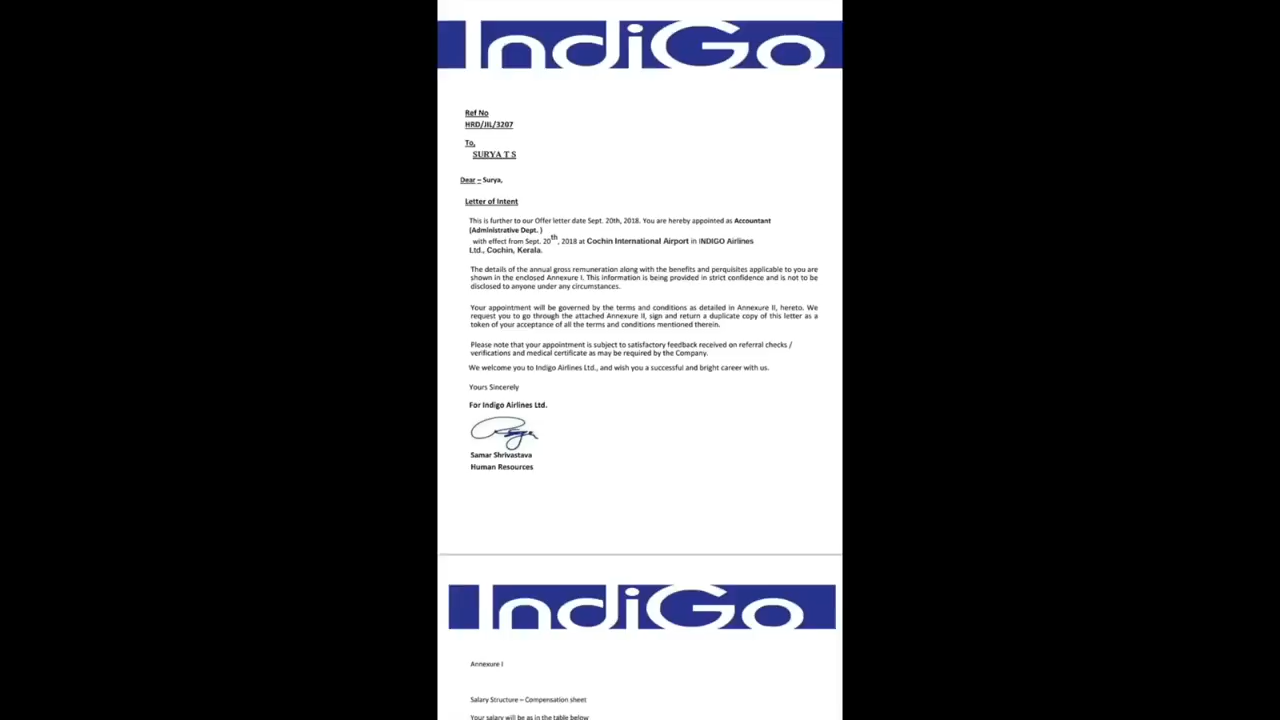 IndiGo
Ref No
HRD/JIL/3207
To,
SURYA T S
Dear – Surya,
Letter of Intent
This is further to our Offer letter date Sept. 20th, 2018. You are hereby appointed as Accountant
(Administrative Dept. )
with effect from Sept. 20th, 2018 at Cochin International Airport in INDIGO Airlines
Ltd., Cochin, Kerala.
The details of the annual gross remuneration along with the benefits and perquisites applicable to you are
shown in the enclosed Annexure I. This information is being provided in strict confidence and is not to be
disclosed to anyone under any circumstances.
Your appointment will be governed by the terms and conditions as detailed in Annexure II, hereto. We
request you to go through the attached Annexure II, sign and return a duplicate copy of this letter as a
token of your acceptance of all the terms and conditions mentioned therein.
Please note that your appointment is subject to satisfactory feedback received on referral checks /
verifications and medical certificate as may be required by the Company.
We welcome you to Indigo Airlines Ltd., and wish you a successful and bright career with us.
Yours Sincerely
For Indigo Airlines Ltd.
Samar Shrivastava
Human Resources
IndiGo
Annexure I
Salary Structure – Compensation sheet
Your salary will be as in the table below